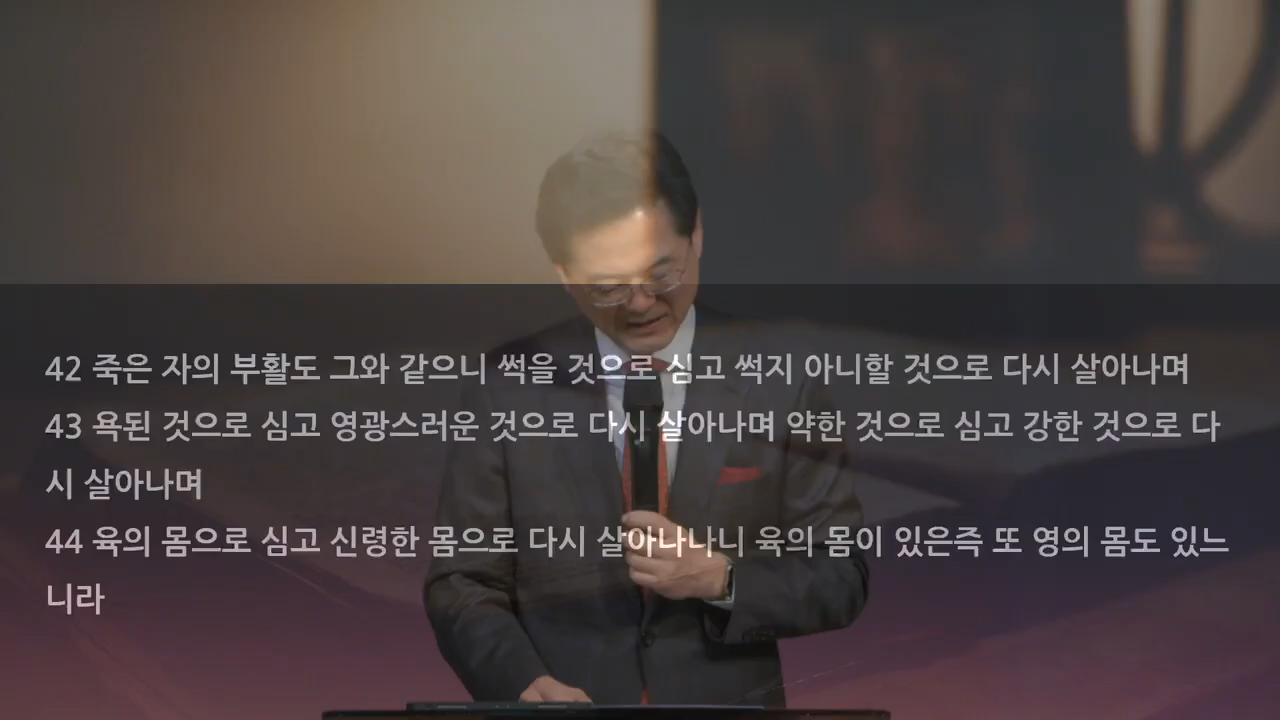 42 죽은 자의 부활도 그와 같으니 썩을 것으로 심고 썩지 아니할 것으로 다시 살아나며
43 욕된 것으로 심고 영광스러운 것으로 다시 살아나며 약한 것으로 심고 강한 것으로 다
시 살아나며
44 육의 몸으로 심고 신령한 몸으로 다시 살아나나니 육의 몸이 있은즉 또 영의 몸도 있느
니라